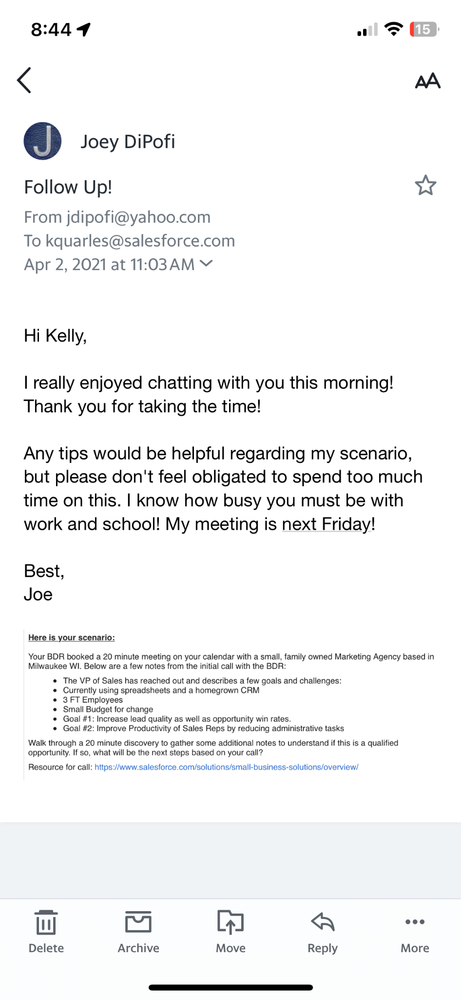 8:44
15
AA
J
Joey DiPofi
Follow Up!
From jdipofi@yahoo.com
To kquarles@salesforce.com
Apr 2, 2021 at 11:03 AM
Hi Kelly,
I really enjoyed chatting with you this morning!
Thank you for taking the time!
Any tips would be helpful regarding my scenario,
but please don't feel obligated to spend too much
time on this. I know how busy you must be with
work and school! My meeting is next Friday!
Best,
Joe
Here is your scenario:
Your BDR booked a 20 minute meeting on your calendar with a small, family owned Marketing Agency based in
Milwaukee WI. Below are a few notes from the initial call with the BDR:
• The VP of Sales has reached out and describes a few goals and challenges:
• Currently using spreadsheets and a homegrown CRM
• 3 FT Employees
• Small Budget for change
• Goal #1: Increase lead quality as well as opportunity win rates.
• Goal #2: Improve Productivity of Sales Reps by reducing administrative tasks
Walk through a 20 minute discovery to gather some additional notes to understand if this is a qualified
opportunity. If so, what will be the next steps based on your call?
Resource for call: https://www.salesforce.com/solutions/small-business-solutions/overview/
Delete Archive Move Reply More